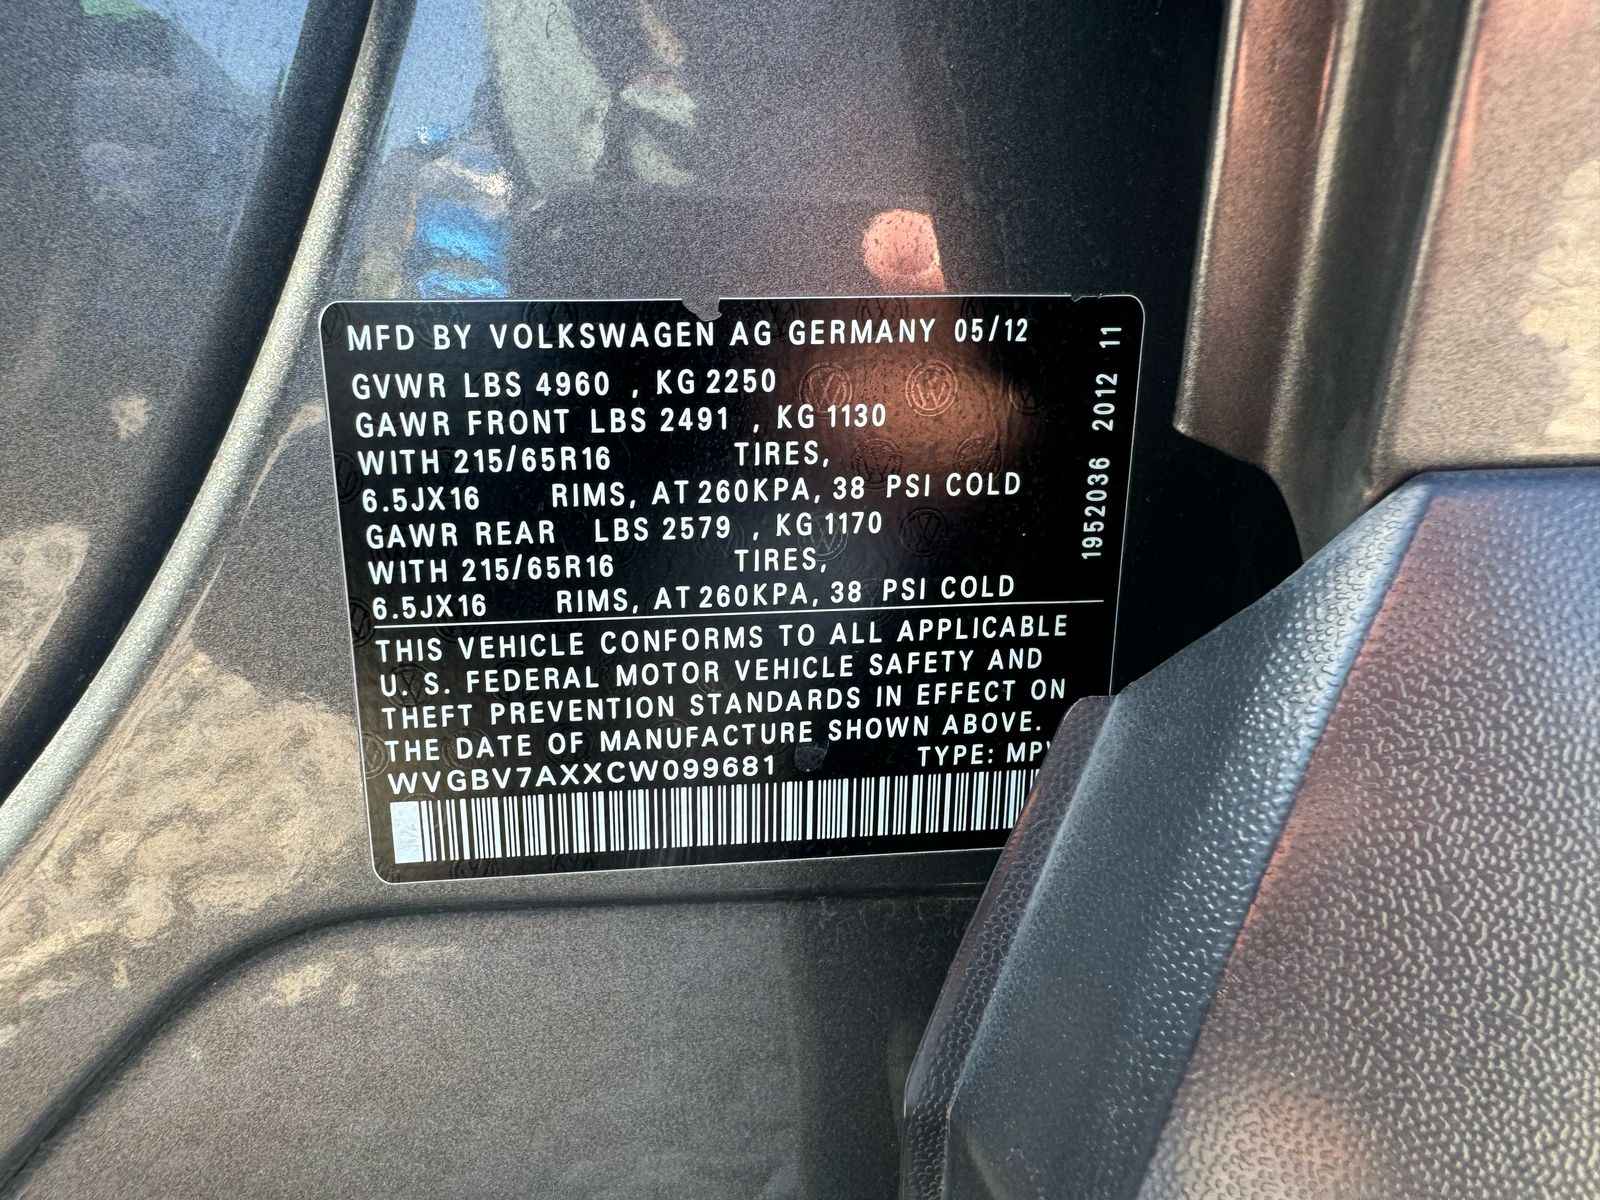 MFD BY VOLKSWAGEN AG GERMANY 05/12
GVWR LBS 4960 , KG 2250
GAWR FRONT LBS 2491 , KG 1130
WITH 215/65R16 TIRES,
6.5JX16 RIMS, AT 260KPA, 38 PSI COLD
GAWR REAR LBS 2579 , KG 1170
WITH 215/65R16 TIRES,
6.5JX16 RIMS, AT 260KPA, 38 PSI COLD
THIS VEHICLE CONFORMS TO ALL APPLICABLE
U. S. FEDERAL MOTOR VEHICLE SAFETY AND
THEFT PREVENTION STANDARDS IN EFFECT ON
THE DATE OF MANUFACTURE SHOWN ABOVE.
WVGBV7AXXCW099681 TYPE: MPV
1952036 2012 11